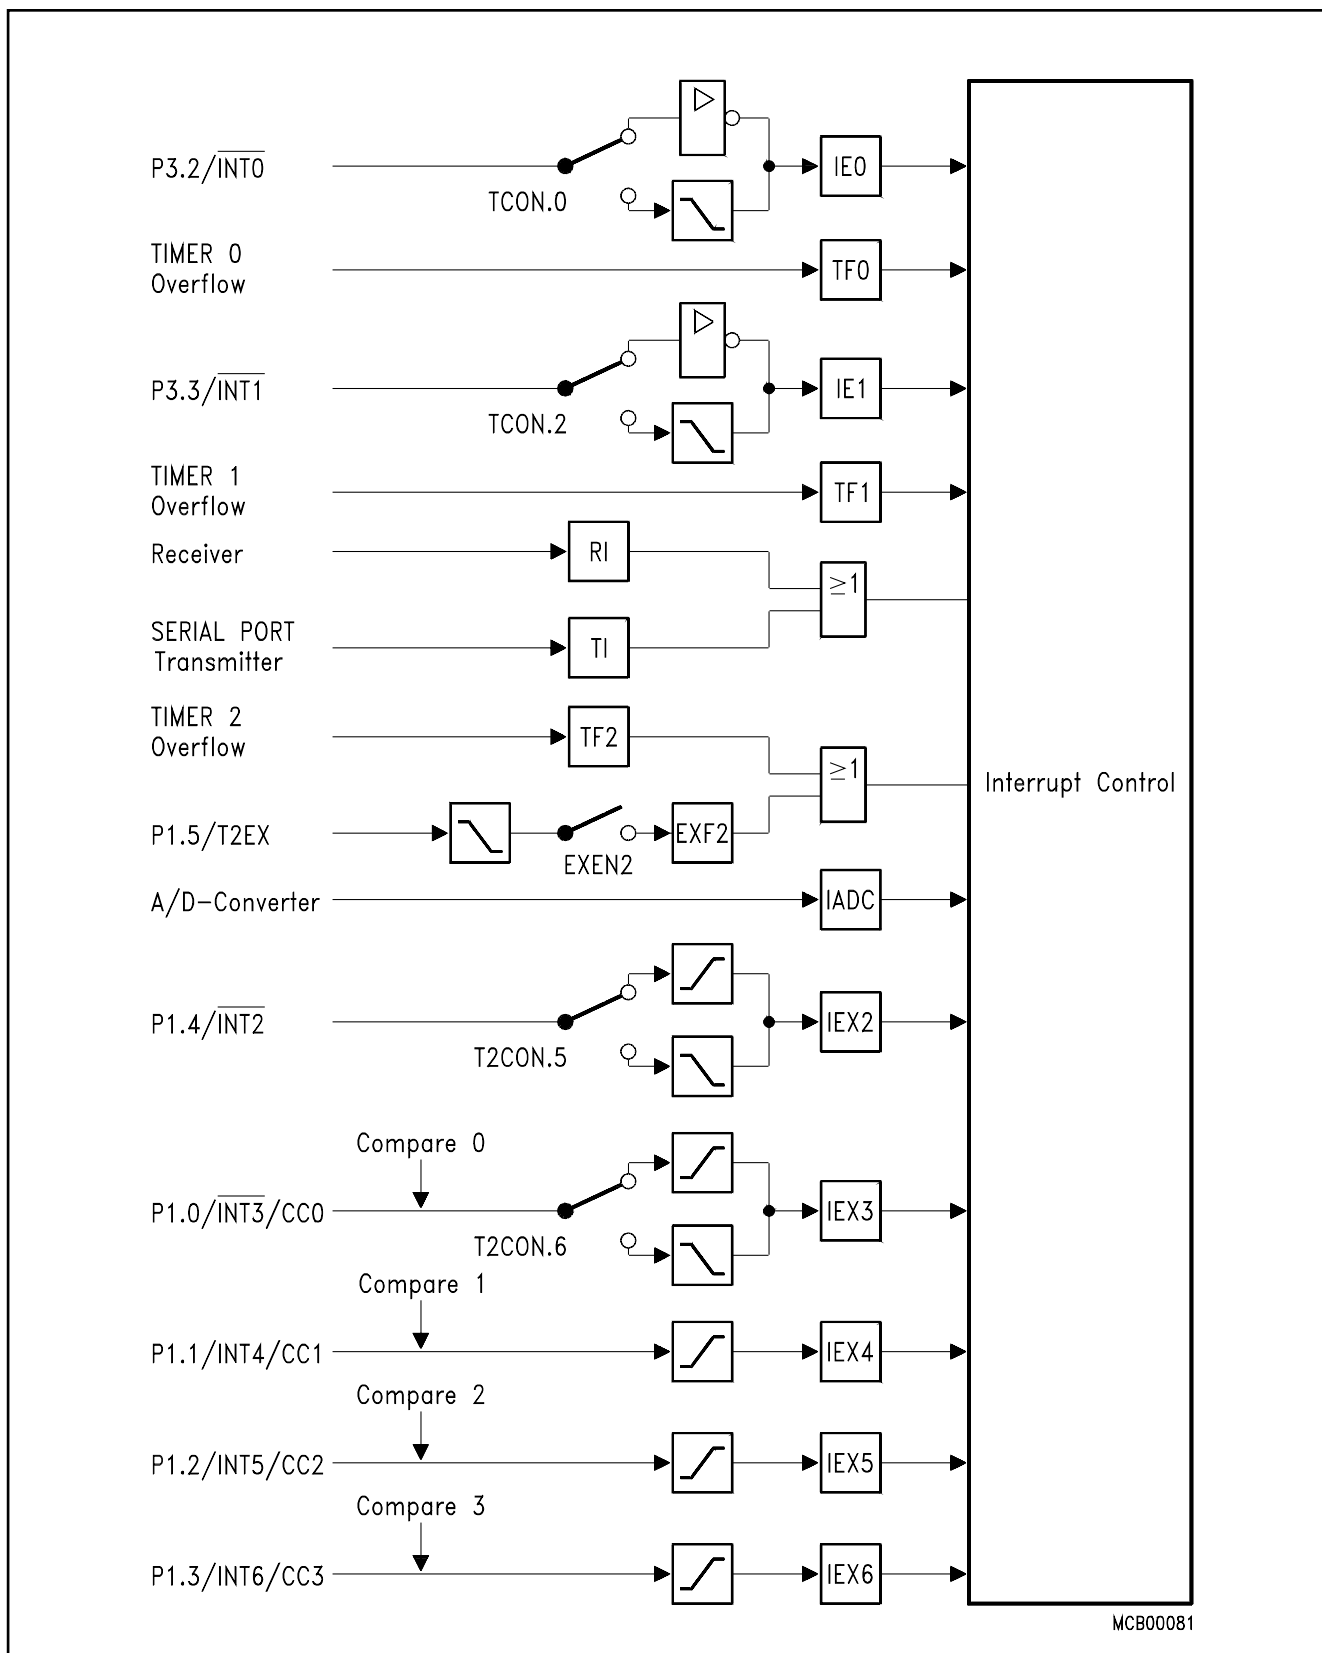 P3.2/INT0
TCON.0
IE0
TIMER 0
Overflow
TF0
P3.3/INT1
TCON.2
IE1
TIMER 1
Overflow
TF1
Receiver
RI
≥1
SERIAL PORT
Transmitter
TI
TIMER 2
Overflow
TF2
≥1
Interrupt Control
P1.5/T2EX
EXEN2
EXF2
A/D-Converter
IADC
P1.4/INT2
T2CON.5
IEX2
Compare 0
P1.0/INT3/CC0
T2CON.6
IEX3
Compare 1
P1.1/INT4/CC1
IEX4
Compare 2
P1.2/INT5/CC2
IEX5
Compare 3
P1.3/INT6/CC3
IEX6
MCB00081